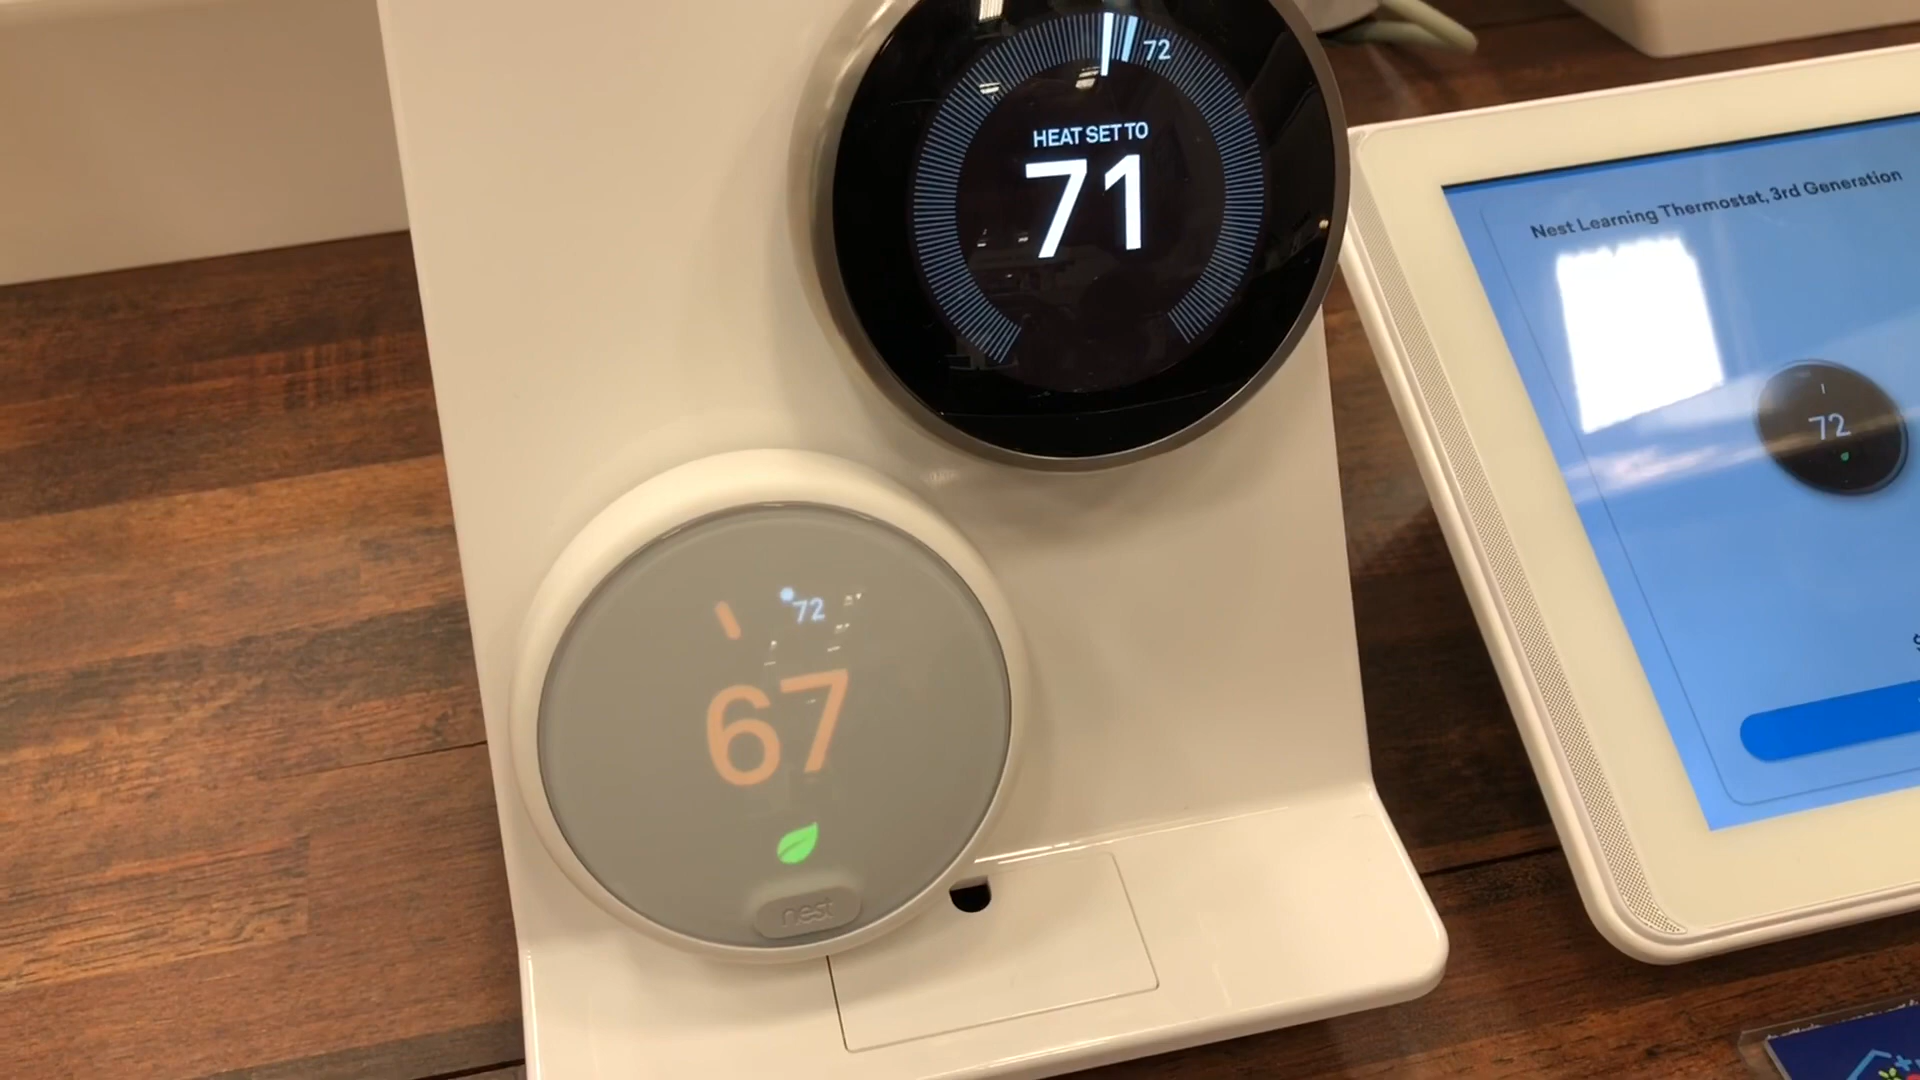 72
HEAT SET TO
71
Nest Learning Thermostat, 3rd Generation
72
72
67
nest